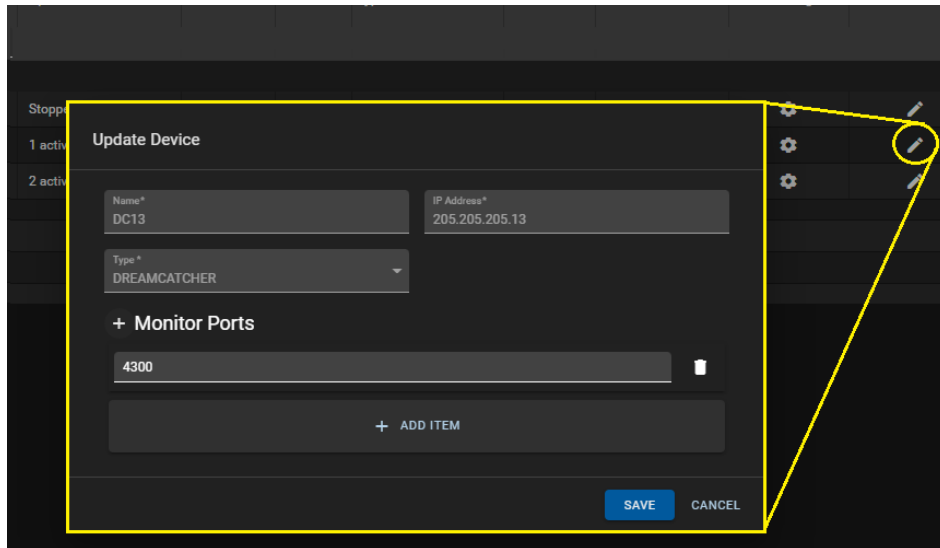 Stoppe
1 activ
2 activ
Update Device
Name*
DC13
IP Address*
205.205.205.13
Type *
DREAMCATCHER
+ Monitor Ports
4300
+ ADD ITEM
SAVE
CANCEL